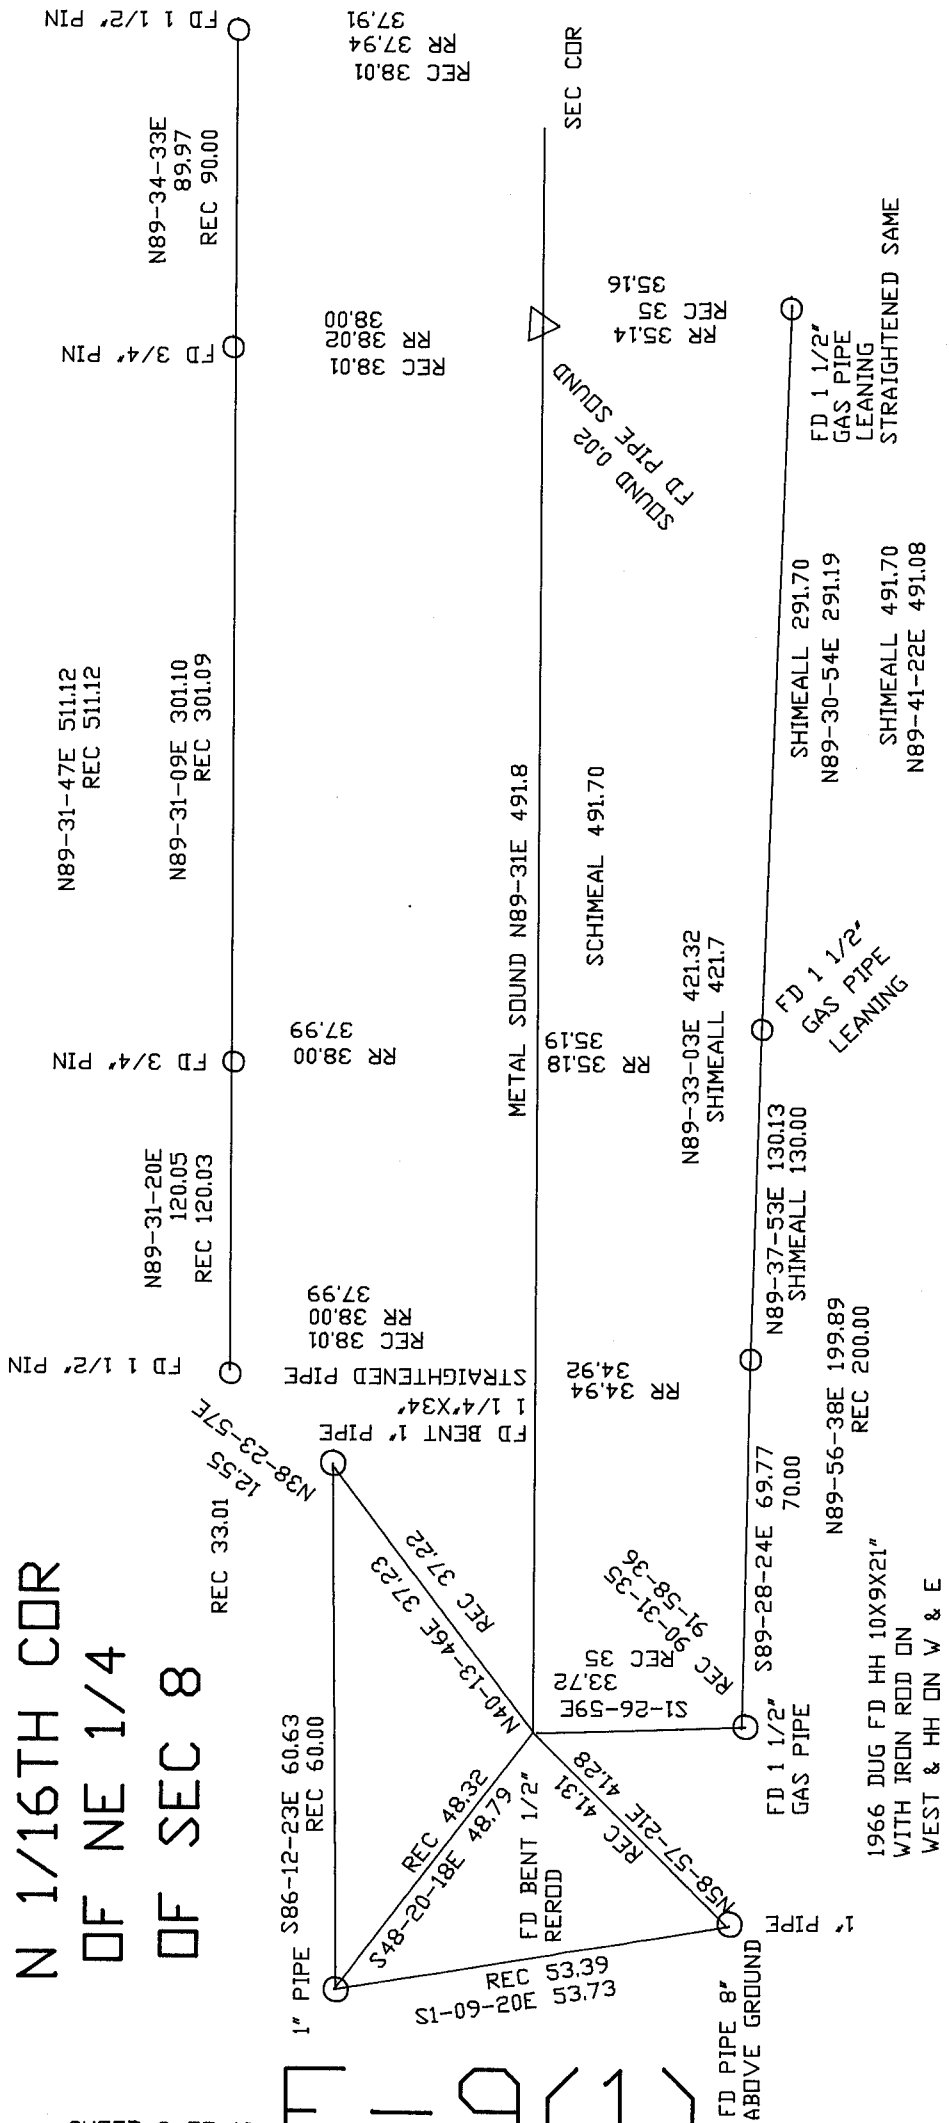 N 1/16TH COR
OF NE 1/4
OF SEC 8
FD 1 1/2" PIN
N89-31-20E
120.05
REC 120.03
FD 3/4" PIN
N89-31-47E 511.12
REC 511.12
N89-31-09E 301.10
REC 301.09
FD 3/4" PIN
N89-34-33E
89.97
REC 90.00
FD 1 1/2" PIN
REC 33.01
N38-23-57E
12.55
REC 38.01
RR 38.00
37.99
RR 38.00
37.99
REC 38.01
RR 38.02
38.00
REC 38.01
RR 37.94
37.91
1" PIPE
S86-12-23E 60.63
REC 60.00
FD BENT 1" PIPE
1 1/4"X34"
STRAIGHTENED PIPE
REC 48.32
S48-20-18E 48.79
REC 37.22
N40-13-46E 37.23
FD BENT 1/2"
REROD
METAL SOUND N89-31E 491.8
SCHIMEAL 491.70
SEC COR
FD PIPE SOUND
SOUND 0.02
REC 53.39
S1-09-20E 53.73
N58-57-21E 41.28
REC 41.31
S1-26-59E
33.72
REC 35
REC 90-31-35
91-58-36
RR 34.94
34.92
RR 35.18
35.19
RR 35.14
REC 35
35.16
FD PIPE 8"
ABOVE GROUND
1" PIPE
FD 1 1/2"
GAS PIPE
S89-28-24E 69.77
70.00
N89-56-38E 199.89
REC 200.00
N89-37-53E 130.13
SHIMEALL 130.00
N89-33-03E 421.32
SHIMEALL 421.7
FD 1 1/2"
GAS PIPE
LEANING
SHIMEALL 291.70
N89-30-54E 291.19
SHIMEALL 491.70
N89-41-22E 491.08
FD 1 1/2"
GAS PIPE
LEANING
STRAIGHTENED SAME
1966 DUG FD HH 10X9X21"
WITH IRON ROD ON
WEST & HH ON W & E